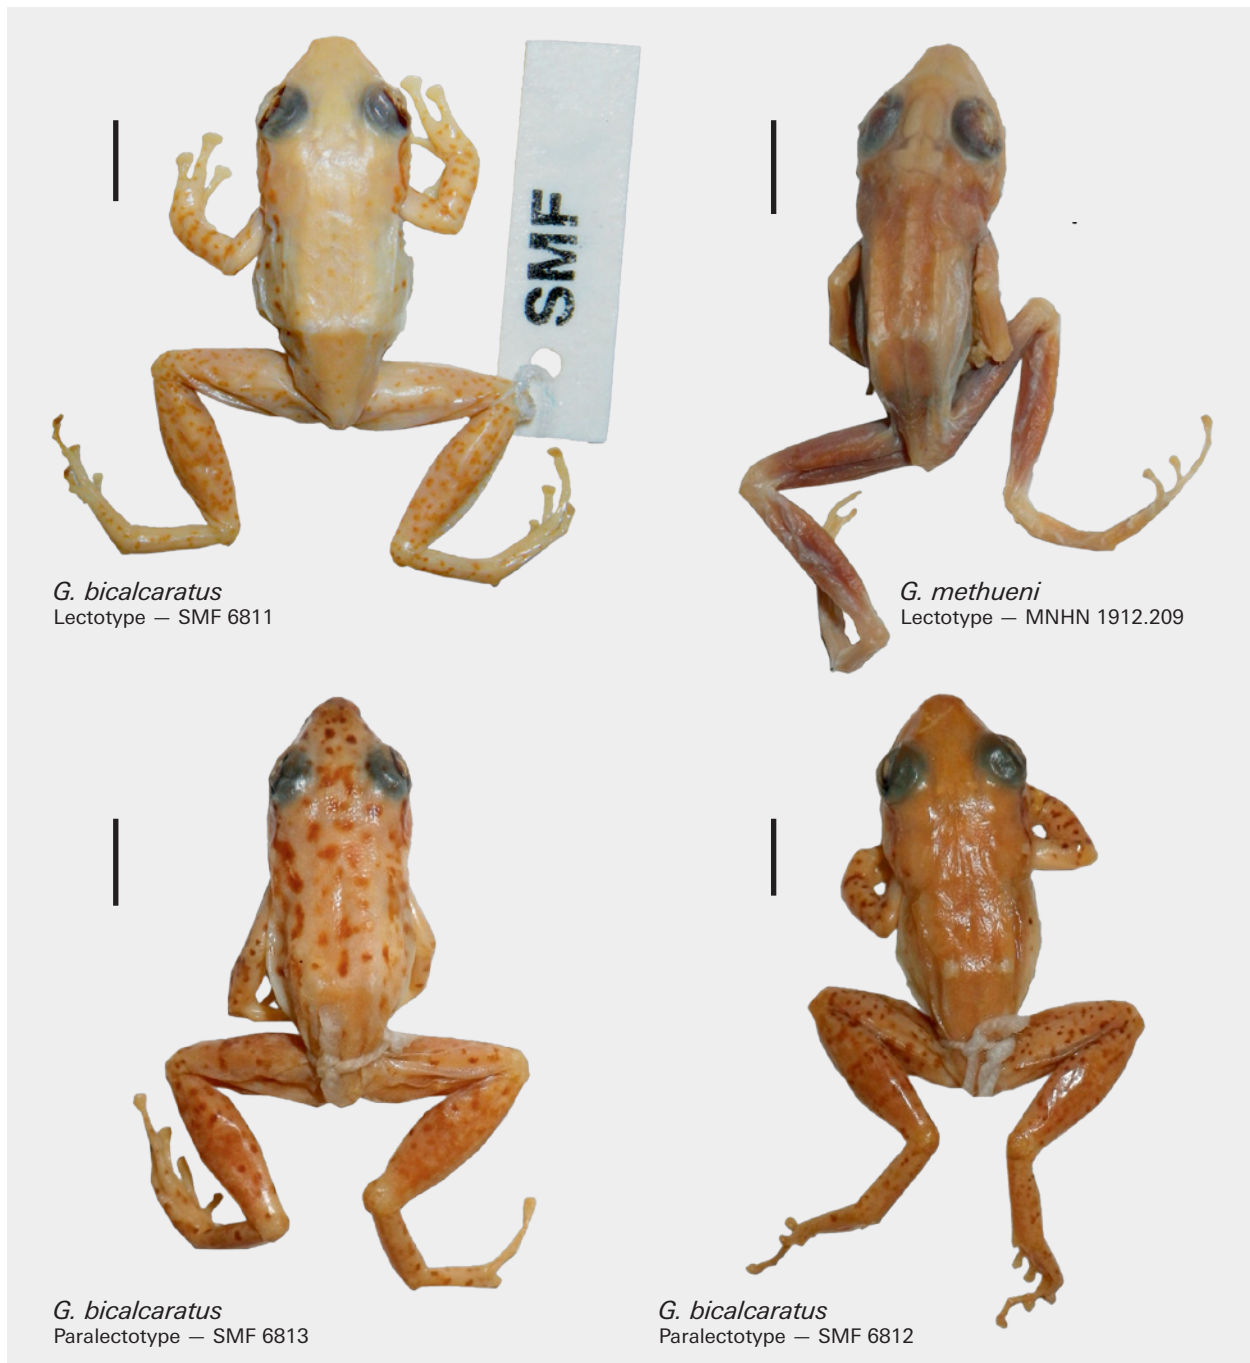 SMF
G. bicalcaratus
Lectotype — SMF 6811
G. methueni
Lectotype — MNHN 1912.209
G. bicalcaratus
Paralectotype — SMF 6813
G. bicalcaratus
Paralectotype — SMF 6812